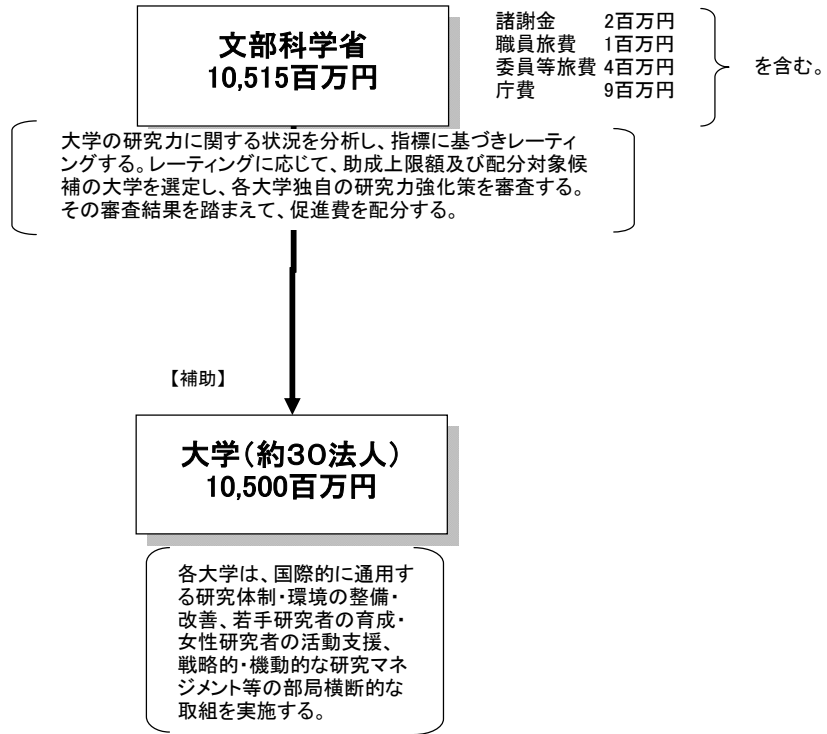 文部科学省
10,515百万円
諸謝金 2百万円
職員旅費 1百万円
委員等旅費 4百万円
庁費 9百万円
を含む。
大学の研究力に関する状況を分析し、指標に基づきレーティ
ングする。レーティングに応じて、助成上限額及び配分対象候
補の大学を選定し、各大学独自の研究力強化策を審査する。
その審査結果を踏まえて、促進費を配分する。
【補助】
大学(約30法人)
10,500百万円
各大学は、国際的に通用す
る研究体制・環境の整備・
改善、若手研究者の育成・
女性研究者の活動支援、
戦略的・機動的な研究マネ
ジメント等の部局横断的な
取組を実施する。